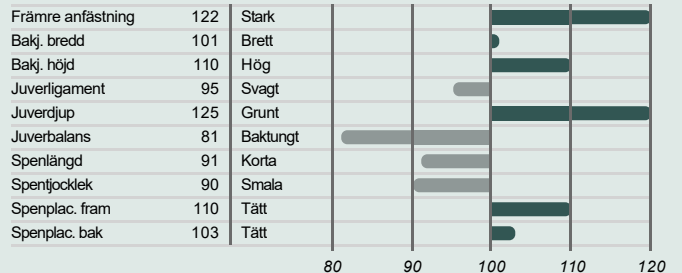 Främre anfästning 122 Stark
Bakj. bredd 101 Brett
Bakj. höjd 110 Hög
Juverligament 95 Svagt
Juverdjup 125 Grunt
Juverbalans 81 Baktungt
Spenlängd 91 Korta
Spentjocklek 90 Smala
Spenplac. fram 110 Tätt
Spenplac. bak 103 Tätt
80 90 100 110 120